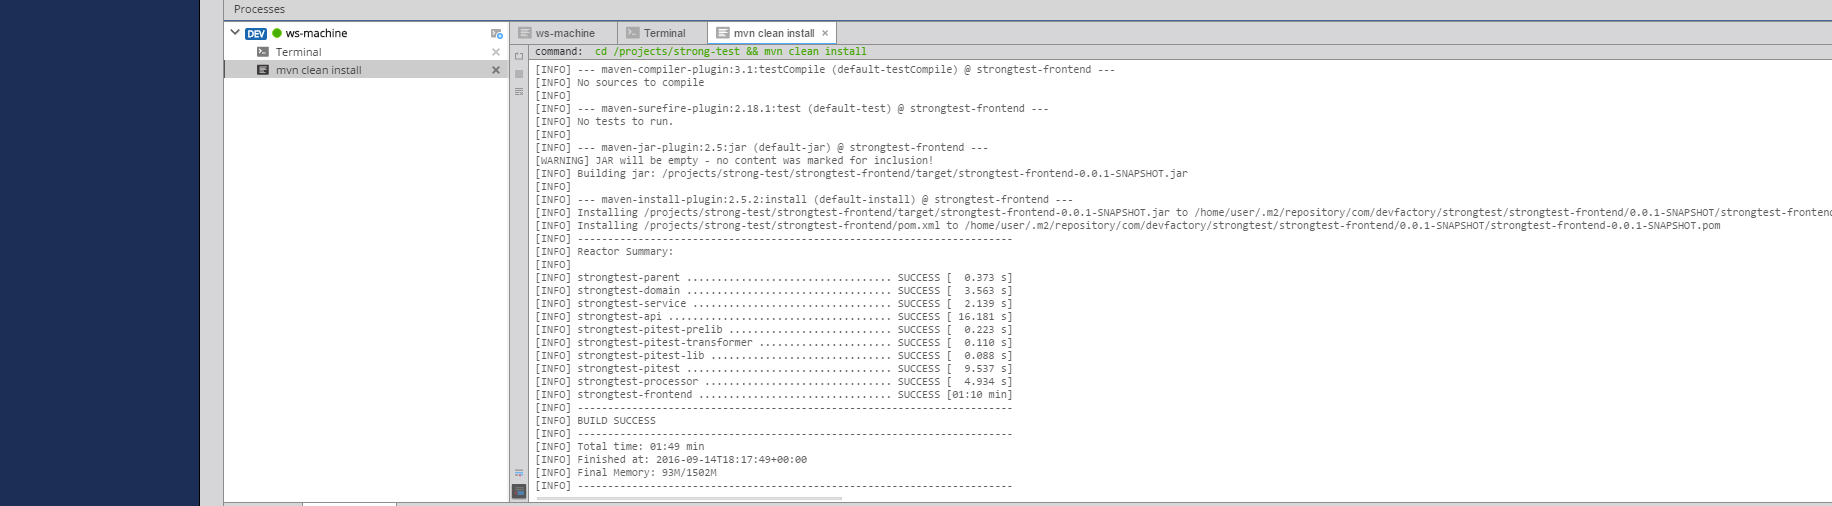 Processes
DEV ws-machine
Terminal
mvn clean install
ws-machine Terminal mvn clean install
command: cd /projects/strong-test && mvn clean install
[INFO] --- maven-compiler-plugin:3.1:testCompile (default-testCompile) @ strongtest-frontend ---
[INFO] No sources to compile
[INFO]
[INFO] --- maven-surefire-plugin:2.18.1:test (default-test) @ strongtest-frontend ---
[INFO] No tests to run.
[INFO]
[INFO] --- maven-jar-plugin:2.5:jar (default-jar) @ strongtest-frontend ---
[WARNING] JAR will be empty - no content was marked for inclusion!
[INFO] Building jar: /projects/strong-test/strongtest-frontend/target/strongtest-frontend-0.0.1-SNAPSHOT.jar
[INFO]
[INFO] --- maven-install-plugin:2.5.2:install (default-install) @ strongtest-frontend ---
[INFO] Installing /projects/strong-test/strongtest-frontend/target/strongtest-frontend-0.0.1-SNAPSHOT.jar to /home/user/.m2/repository/com/devfactory/strongtest/strongtest-frontend/0.0.1-SNAPSHOT/strongtest-frontend
[INFO] Installing /projects/strong-test/strongtest-frontend/pom.xml to /home/user/.m2/repository/com/devfactory/strongtest/strongtest-frontend/0.0.1-SNAPSHOT/strongtest-frontend-0.0.1-SNAPSHOT.pom
[INFO] ------------------------------------------------------------------------
[INFO] Reactor Summary:
[INFO]
[INFO] strongtest-parent .................................. SUCCESS [  0.373 s]
[INFO] strongtest-domain .................................. SUCCESS [  3.563 s]
[INFO] strongtest-service ................................. SUCCESS [  2.139 s]
[INFO] strongtest-api ..................................... SUCCESS [ 16.181 s]
[INFO] strongtest-pitest-prelib ........................... SUCCESS [  0.223 s]
[INFO] strongtest-pitest-transformer ...................... SUCCESS [  0.110 s]
[INFO] strongtest-pitest-lib .............................. SUCCESS [  0.088 s]
[INFO] strongtest-pitest .................................. SUCCESS [  9.537 s]
[INFO] strongtest-processor ............................... SUCCESS [  4.934 s]
[INFO] strongtest-frontend ................................ SUCCESS [01:10 min]
[INFO] ------------------------------------------------------------------------
[INFO] BUILD SUCCESS
[INFO] ------------------------------------------------------------------------
[INFO] Total time: 01:49 min
[INFO] Finished at: 2016-09-14T18:17:49+00:00
[INFO] Final Memory: 93M/1502M
[INFO] ------------------------------------------------------------------------